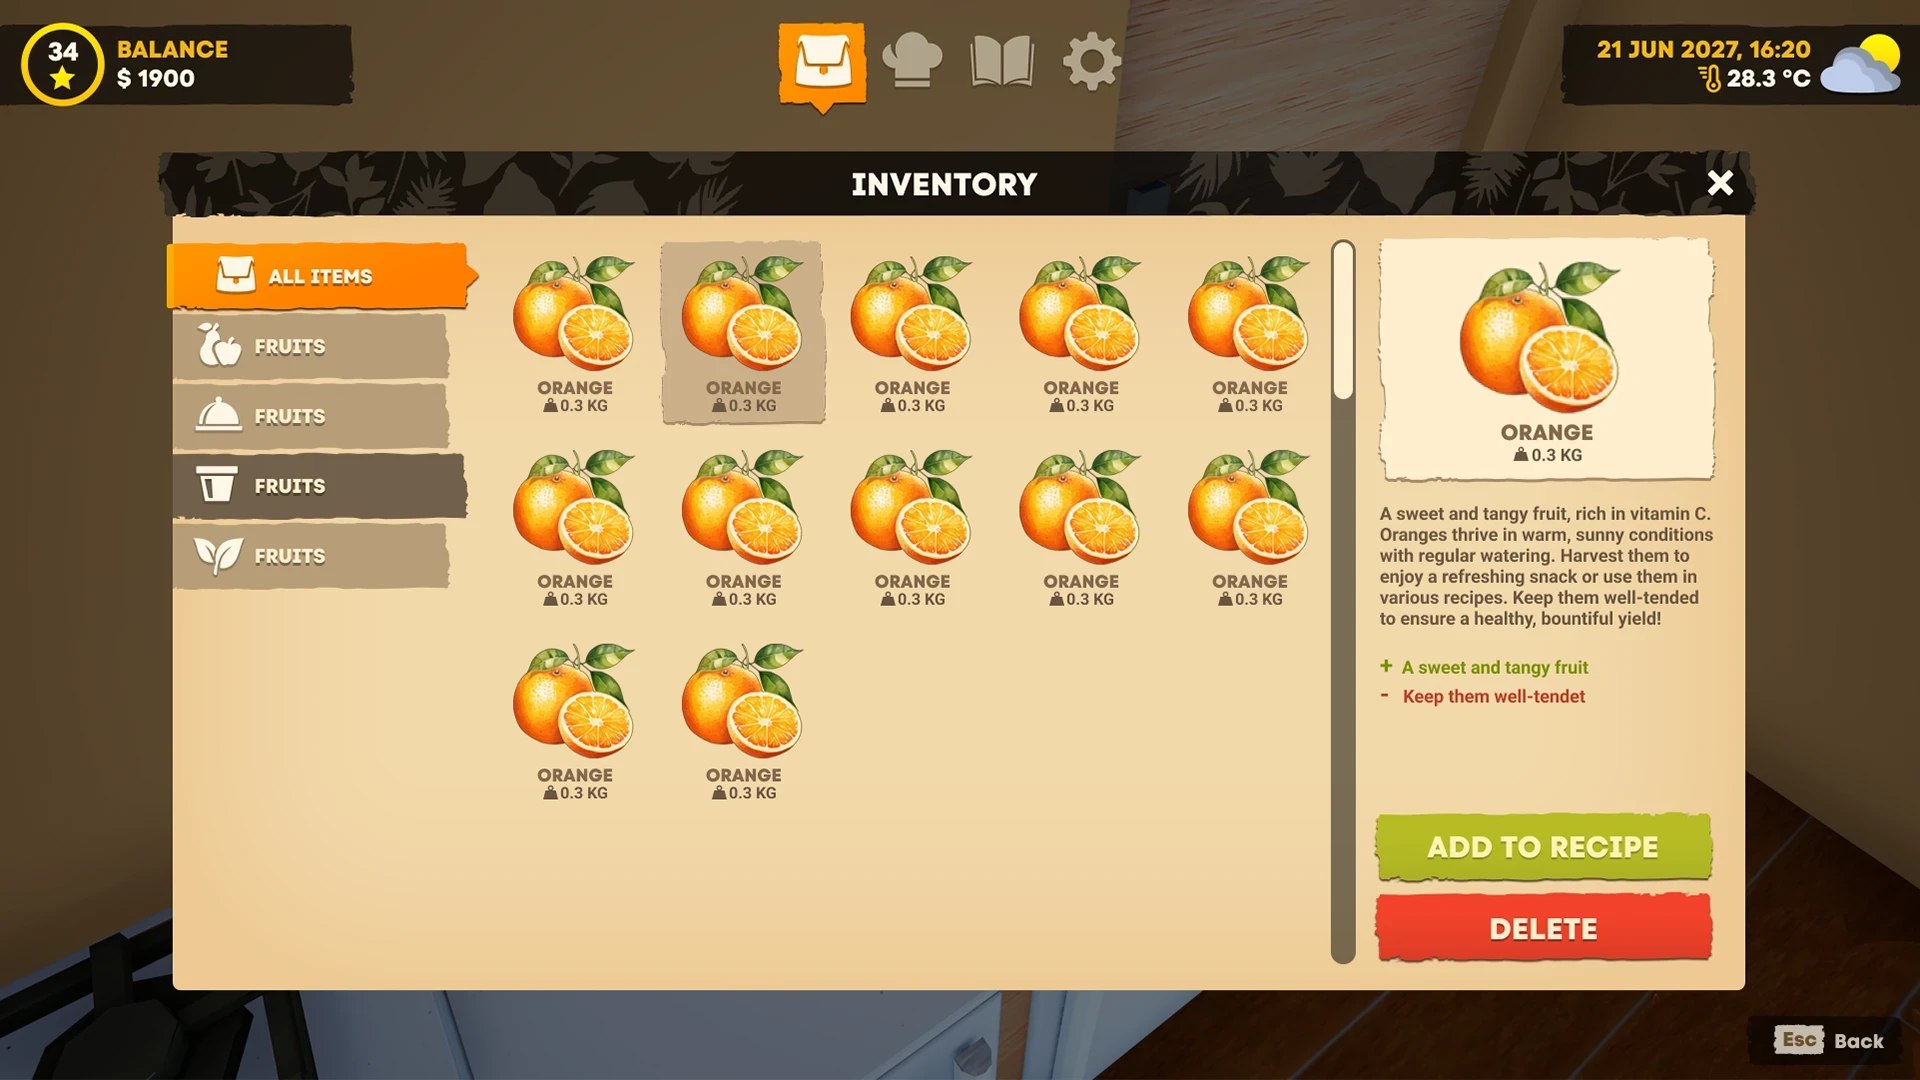 34
BALANCE
$ 1900
21 JUN 2027, 16:20
28.3 °C
INVENTORY
ALL ITEMS
FRUITS
FRUITS
FRUITS
FRUITS
ORANGE
0.3 KG
ORANGE
0.3 KG
ORANGE
0.3 KG
ORANGE
0.3 KG
ORANGE
0.3 KG
ORANGE
0.3 KG
ORANGE
0.3 KG
ORANGE
0.3 KG
ORANGE
0.3 KG
ORANGE
0.3 KG
ORANGE
0.3 KG
ORANGE
0.3 KG
ORANGE
0.3 KG
A sweet and tangy fruit, rich in vitamin C.
Oranges thrive in warm, sunny conditions
with regular watering. Harvest them to
enjoy a refreshing snack or use them in
various recipes. Keep them well-tended
to ensure a healthy, bountiful yield!
+ A sweet and tangy fruit
- Keep them well-tendet
ADD TO RECIPE
DELETE
Esc Back